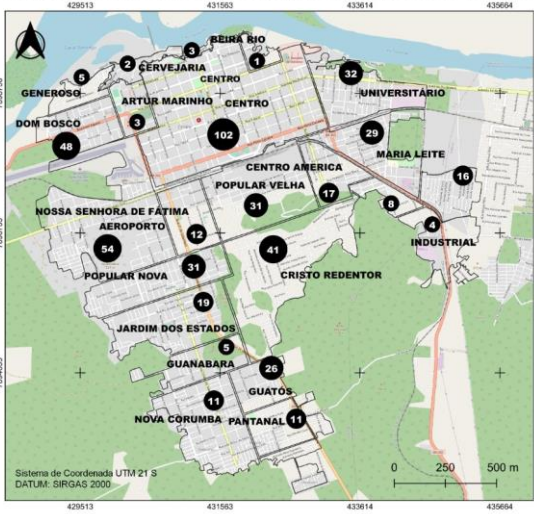 429513 431563 433614 435664
BEIRA RIO
3
2
CERVEJARIA
1
5
CENTRO
32
GENEROSO
UNIVERSITÁRIO
ARTUR MARINHO
CENTRO
DOM BOSCO
3
102
29
48
CENTRO AMERICA
MARIA LEITE
POPULAR VELHA
16
17
31
8
NOSSA SENHORA DE FÁTIMA
AEROPORTO
12
4
INDUSTRIAL
54
41
31
POPULAR NOVA
CRISTO REDENTOR
19
JARDIM DOS ESTADOS
5
GUANABARA
26
GUATÓS
11
NOVA CORUMBA
PANTANAL
11
Sistema de Coordenada UTM 21 S
DATUM: SIRGAS 2000
0 250 500 m
429513 431563 433614 435664